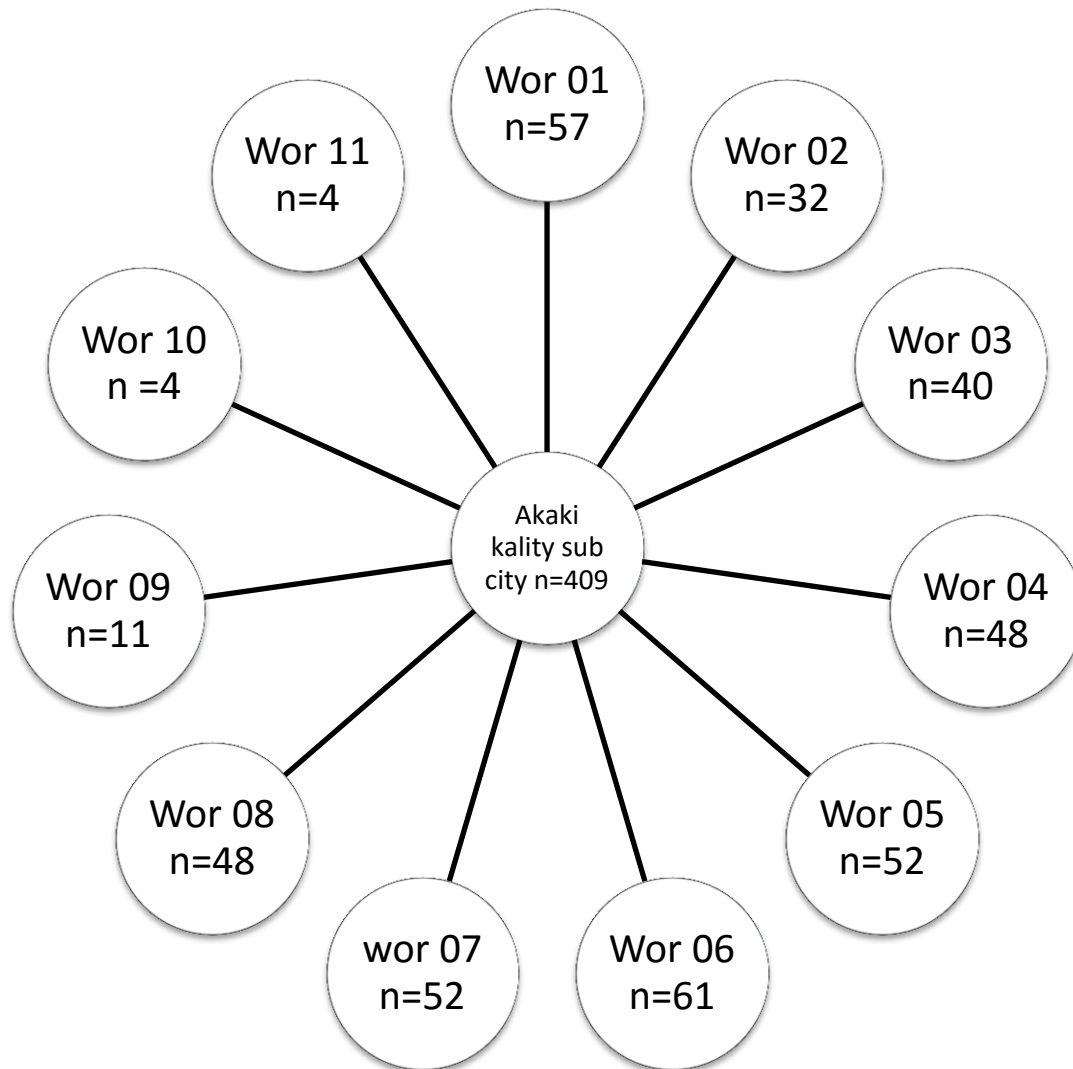 Wor 01
n=57
Wor 02
n=32
Wor 03
n=40
Wor 04
n=48
Wor 05
n=52
Wor 06
n=61
wor 07
n=52
Wor 08
n=48
Wor 09
n=11
Wor 10
n =4
Wor 11
n=4
Akaki
kality sub
city n=409